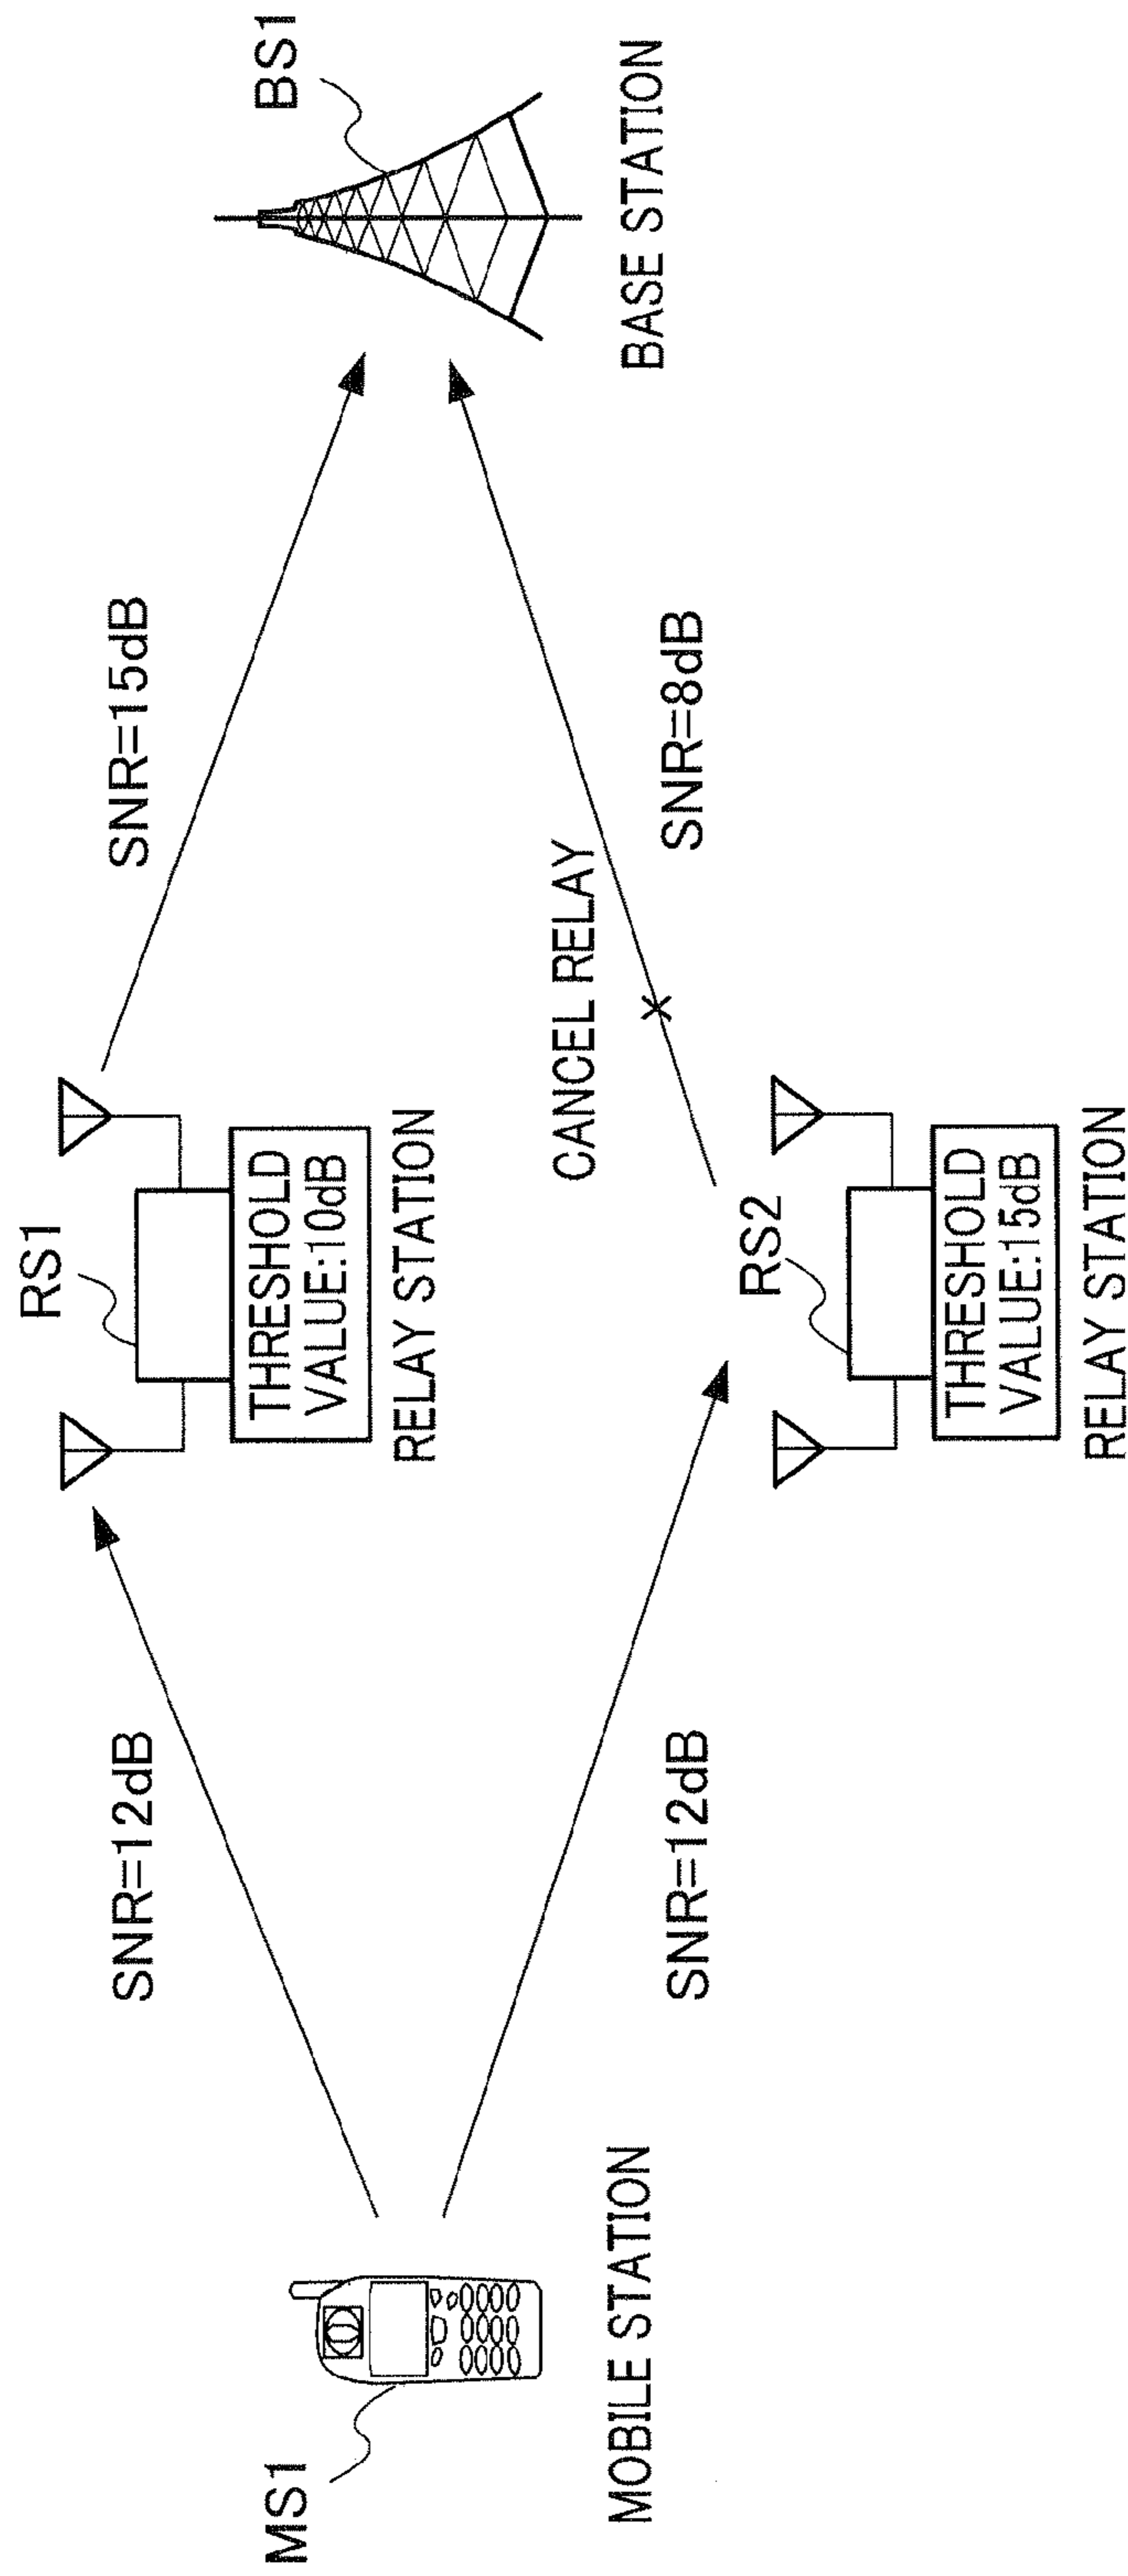 RS1
SNR=12dB
SNR=15dB
BS1
THRESHOLD
VALUE:10dB
RELAY STATION
MS1
MOBILE STATION
CANCEL RELAY
BASE STATION
SNR=12dB
SNR=8dB
RS2
THRESHOLD
VALUE:15dB
RELAY STATION